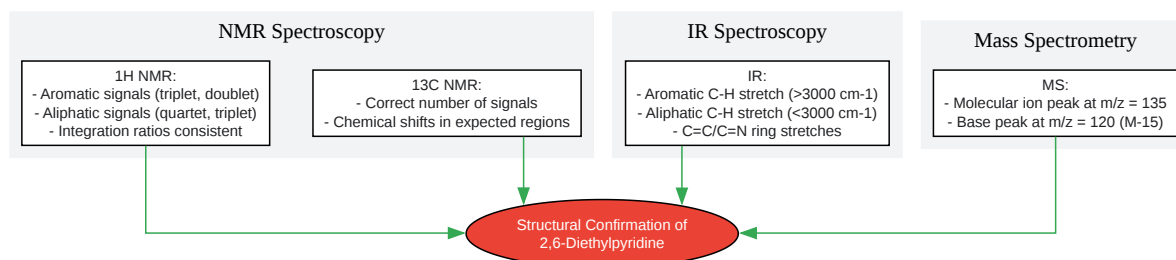 NMR Spectroscopy
1H NMR:
- Aromatic signals (triplet, doublet)
- Aliphatic signals (quartet, triplet)
- Integration ratios consistent
13C NMR:
- Correct number of signals
- Chemical shifts in expected regions
IR Spectroscopy
IR:
- Aromatic C-H stretch (>3000 cm-1)
- Aliphatic C-H stretch (<3000 cm-1)
- C=C/C=N ring stretches
Mass Spectrometry
MS:
- Molecular ion peak at m/z = 135
- Base peak at m/z = 120 (M-15)
Structural Confirmation of
2,6-Diethylpyridine